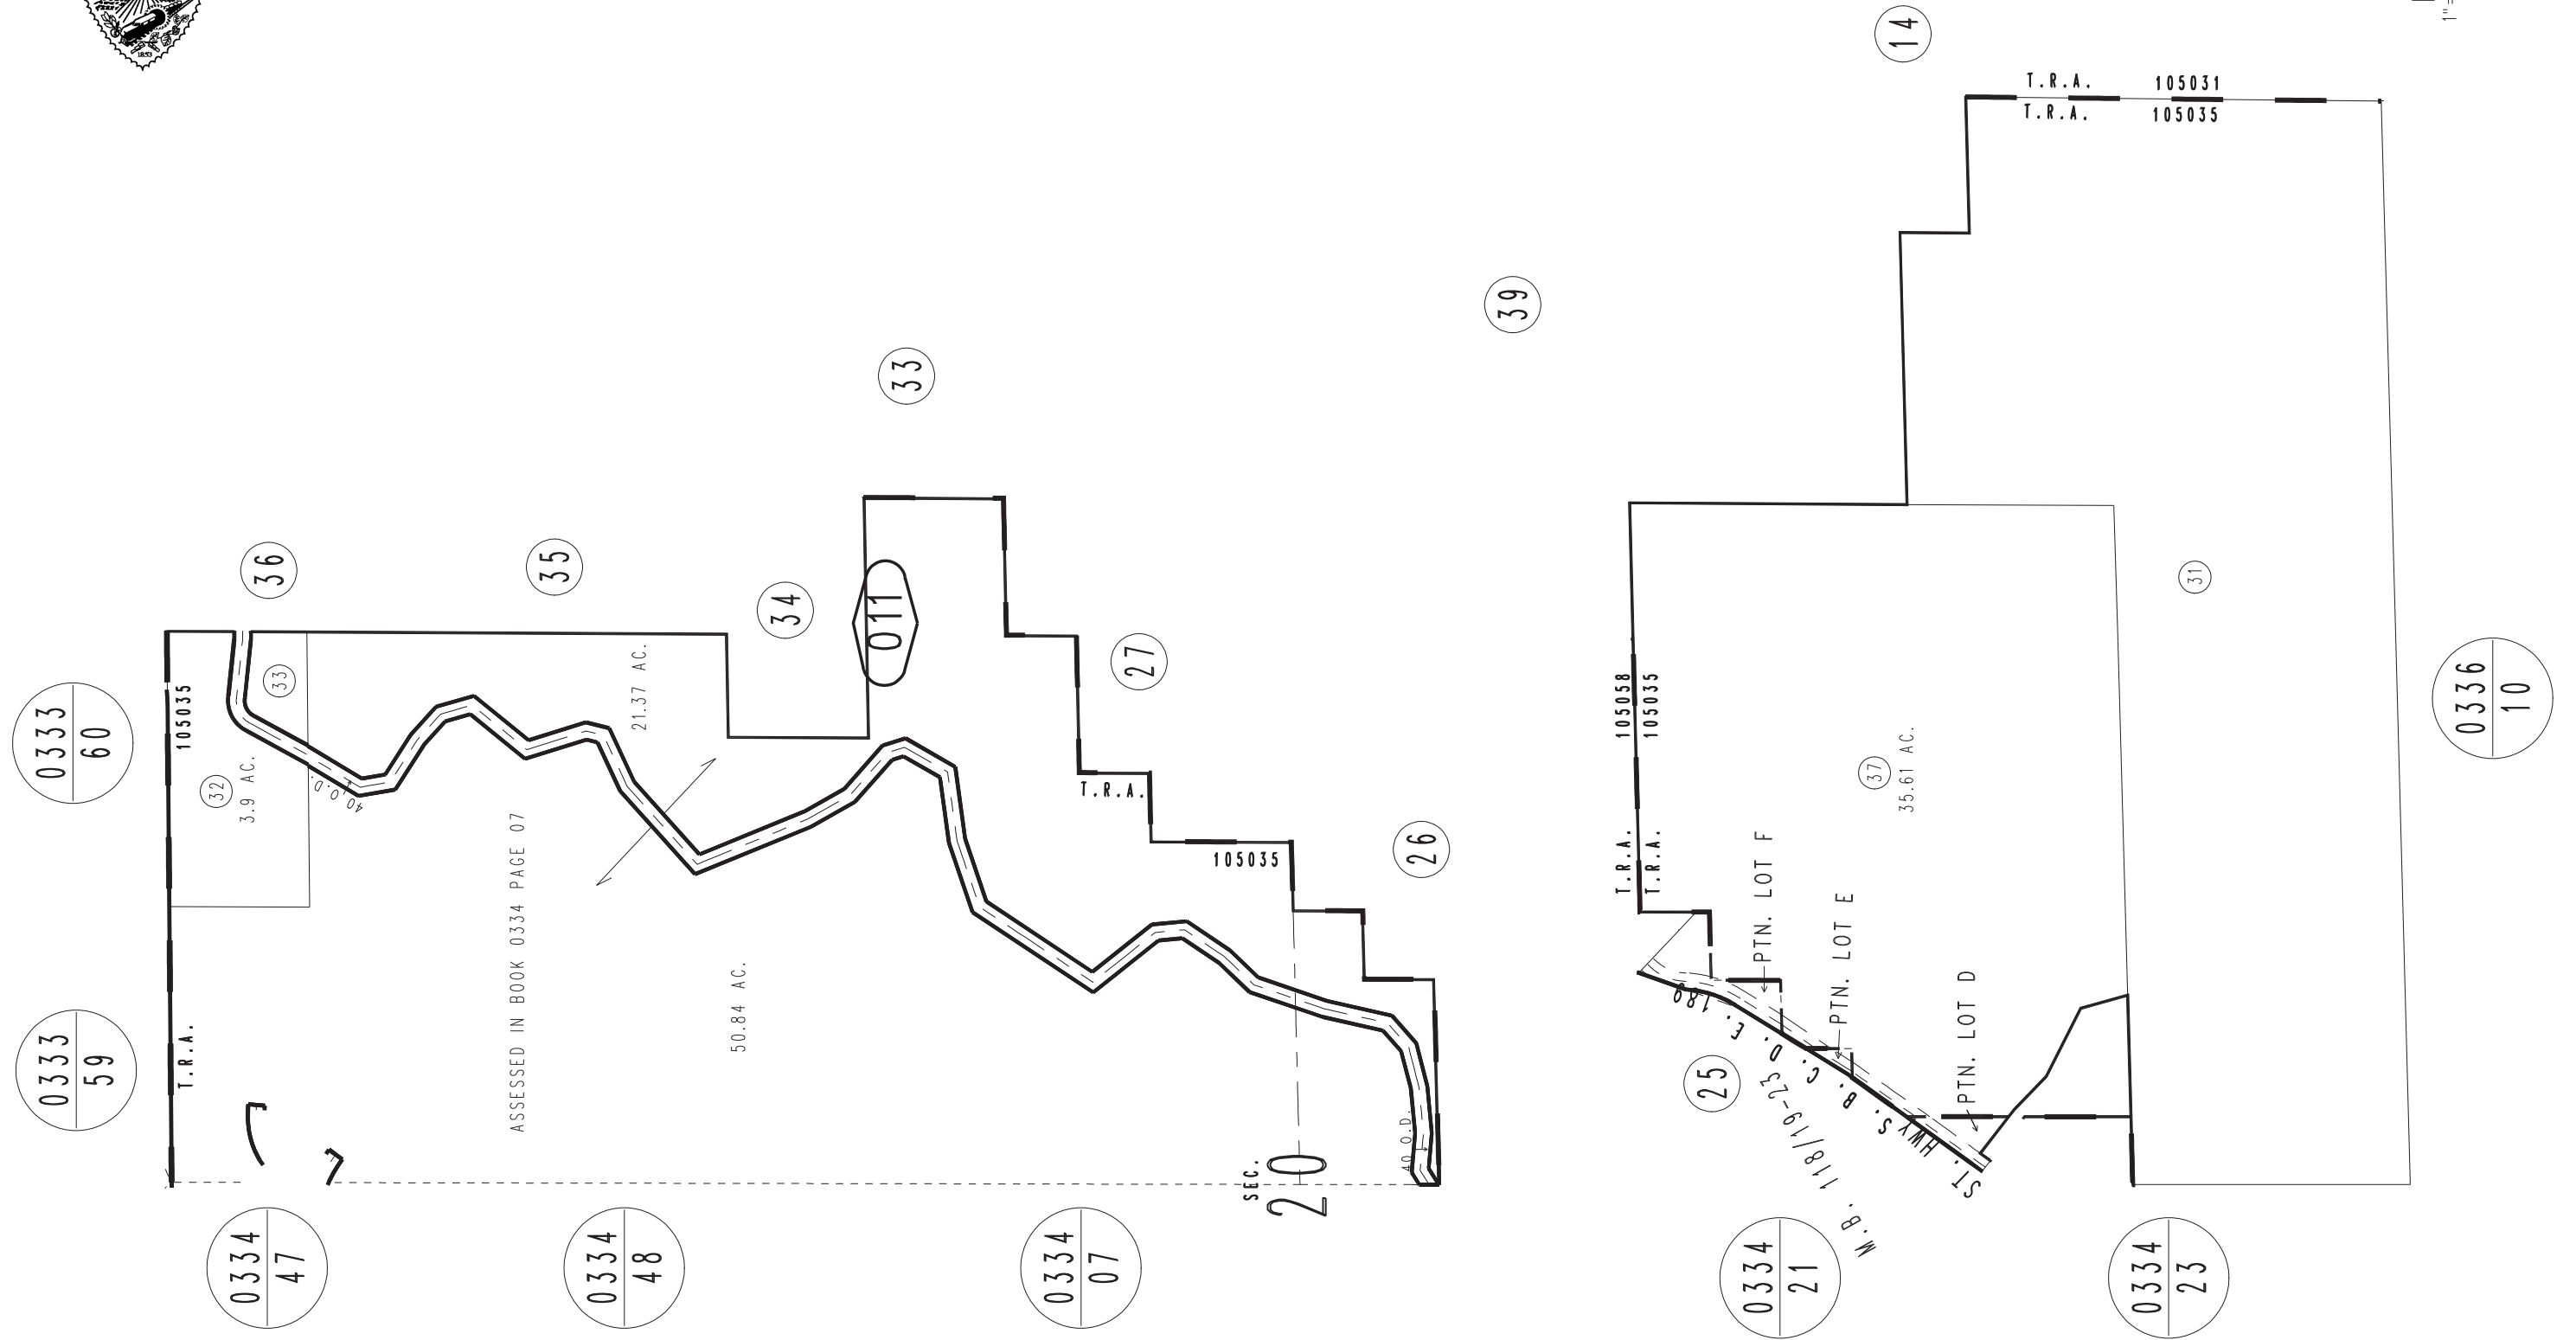 14
1"=
T.R.A. 105031
T.R.A. 105035
39
33
36
35
34
011
27
0333
60
105035
33
32
3.9 AC.
40 O.D.
21.37 AC.
T.R.A.
105035
26
ASSESSED IN BOOK 0334 PAGE 07
50.84 AC.
0333
59
T.R.A.
SEC.
20
40 O.D.
0334
47
0334
48
0334
07
105058
105035
T.R.A.
T.R.A.
37
35.61 AC.
31
0336
10
PTN. LOT F
PTN. LOT E
PTN. LOT D
25
ST. HWY S. B. C. D. E. 189
M.B. 118/19-23
0334
21
0334
23